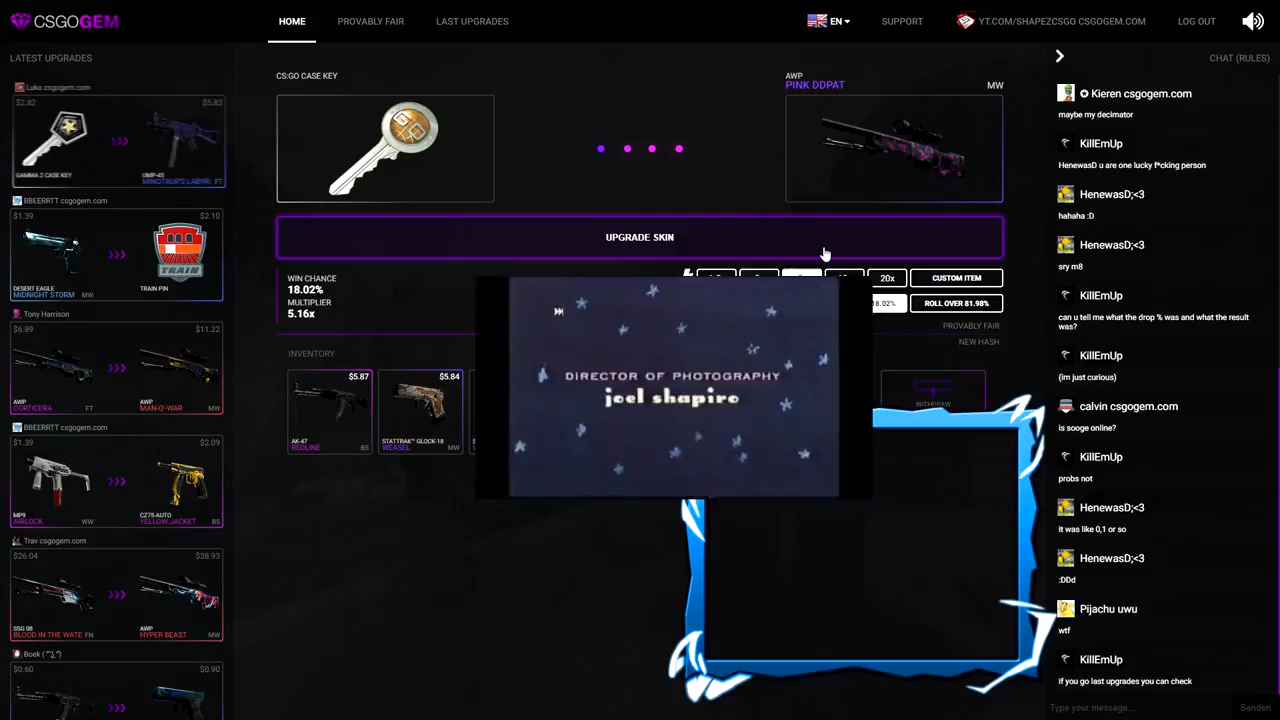 CSGOGEM
HOME
PROVABLY FAIR
LAST UPGRADES
EN
SUPPORT
YT.COM/SHAPEZCSGO CSGOGEM.COM
LOG OUT
LATEST UPGRADES
Luka csgogem.com
$2.82
$5.83
GAMMA 2 CASE KEY
UMP-45
MINOTAUR'S LABYRI FT
BBEERRTT csgogem.com
$1.39
$2.10
DESERT EAGLE
MIDNIGHT STORM MW
TRAIN
TRAIN PIN
Tony Harrison
$6.89
$11.22
AWP
CORTICERA FT
AWP
MAN-O'-WAR MW
BBEERRTT csgogem.com
$1.39
$2.09
MP9
AIRLOCK WW
CZ75-AUTO
YELLOW JACKET BS
Trav csgogem.com
$26.04
$38.93
SSG 08
BLOOD IN THE WATE FN
AWP
HYPER BEAST MW
Boek
$0.60
$0.90
CS:GO CASE KEY
AWP
PINK DDPAT MW
UPGRADE SKIN
WIN CHANCE
18.02%
MULTIPLIER
5.16x
20x
CUSTOM ITEM
18.02%
ROLL OVER 81.98%
PROVABLY FAIR
NEW HASH
INVENTORY
$5.87
AK-47
REDLINE BS
$5.84
STATTRAK™ GLOCK-18
WEASEL MW
WITHDRAW
DIRECTOR OF PHOTOGRAPHY
joel shapiro
CHAT (RULES)
✪ Kieren csgogem.com
maybe my decimator
KillEmUp
HenewasD u are one lucky f*cking person
HenewasD;<3
hahaha :D
HenewasD;<3
sry m8
KillEmUp
can u tell me what the drop % was and what the result
was?
KillEmUp
(im just curious)
calvin csgogem.com
is sooge online?
KillEmUp
probs not
HenewasD;<3
it was like 0,1 or so
HenewasD;<3
:DDd
Pijachu uwu
wtf
KillEmUp
if you go last upgrades you can check
Type your message...
Senden